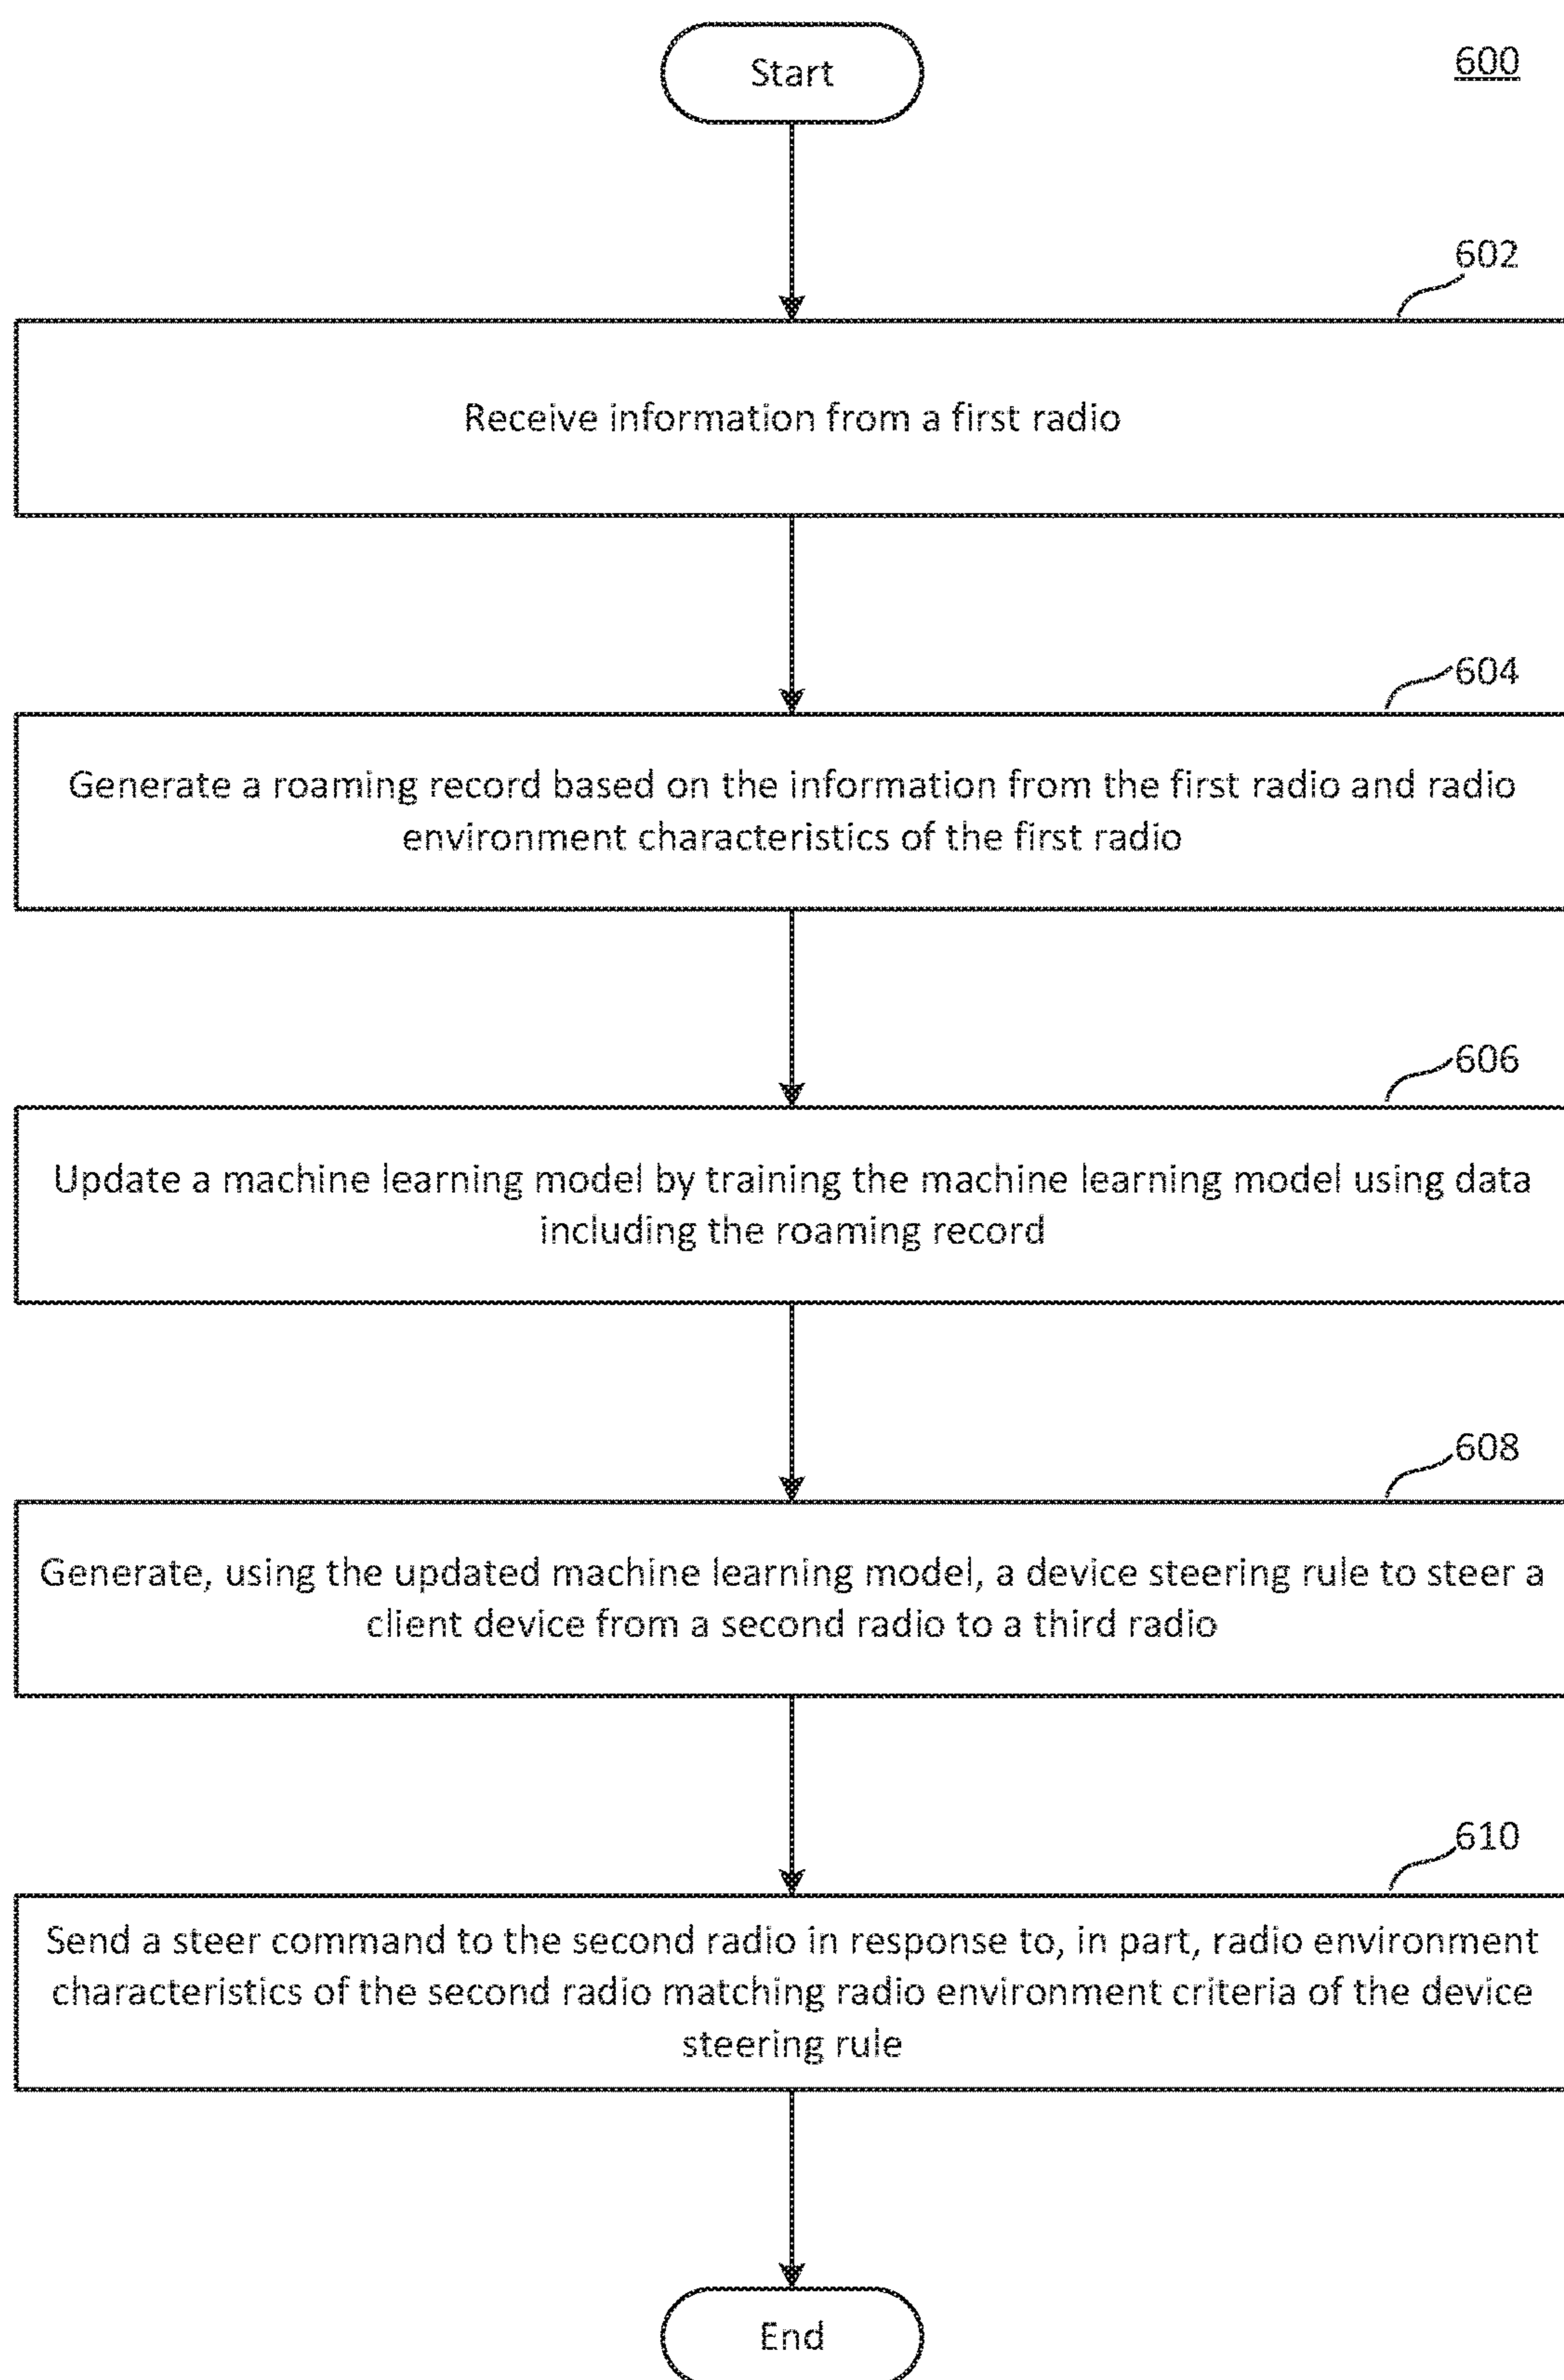 Start
600
602
Receive information from a first radio
604
Generate a roaming record based on the information from the first radio and radio
environment characteristics of the first radio
606
Update a machine learning model by training the machine learning model using data
including the roaming record
608
Generate, using the updated machine learning model, a device steering rule to steer a
client device from a second radio to a third radio
610
Send a steer command to the second radio in response to, in part, radio environment
characteristics of the second radio matching radio environment criteria of the device
steering rule
End